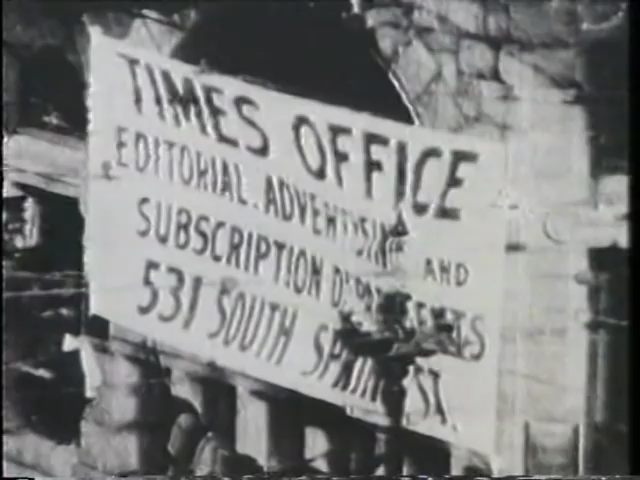 TIMES OFFICE
EDITORIAL. ADVERTISING AND
SUBSCRIPTION DEPARTMENTS
531 SOUTH SPRING ST.